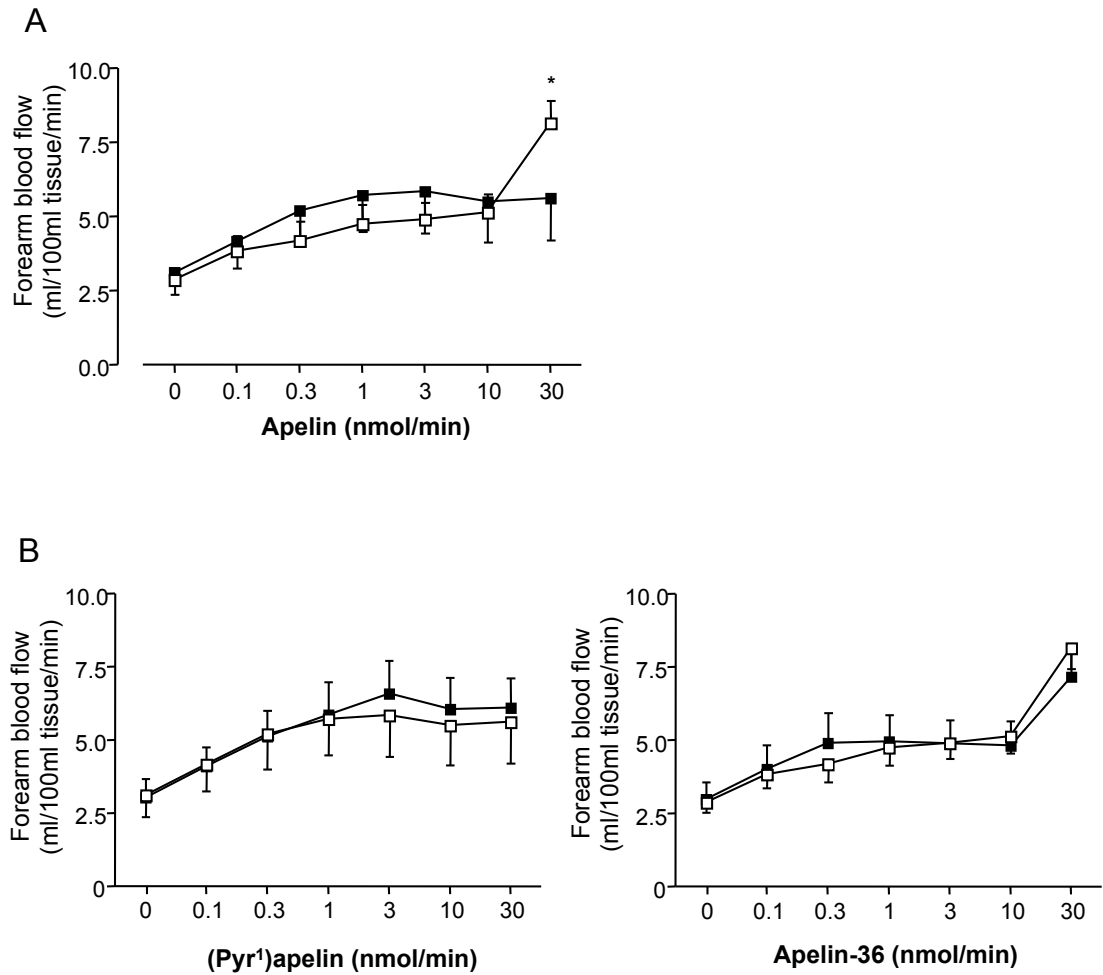 A
Forearm blood flow
(ml/100ml tissue/min)
10.0
7.5
5.0
2.5
0.0
*
0 0.1 0.3 1 3 10 30
Apelin (nmol/min)
B
Forearm blood flow
(ml/100ml tissue/min)
10.0
7.5
5.0
2.5
0
0 0.1 0.3 1 3 10 30
(Pyr¹)apelin (nmol/min)
Forearm blood flow
(ml/100ml tissue/min)
10.0
7.5
5.0
2.5
0
0 0.1 0.3 1 3 10 30
Apelin-36 (nmol/min)